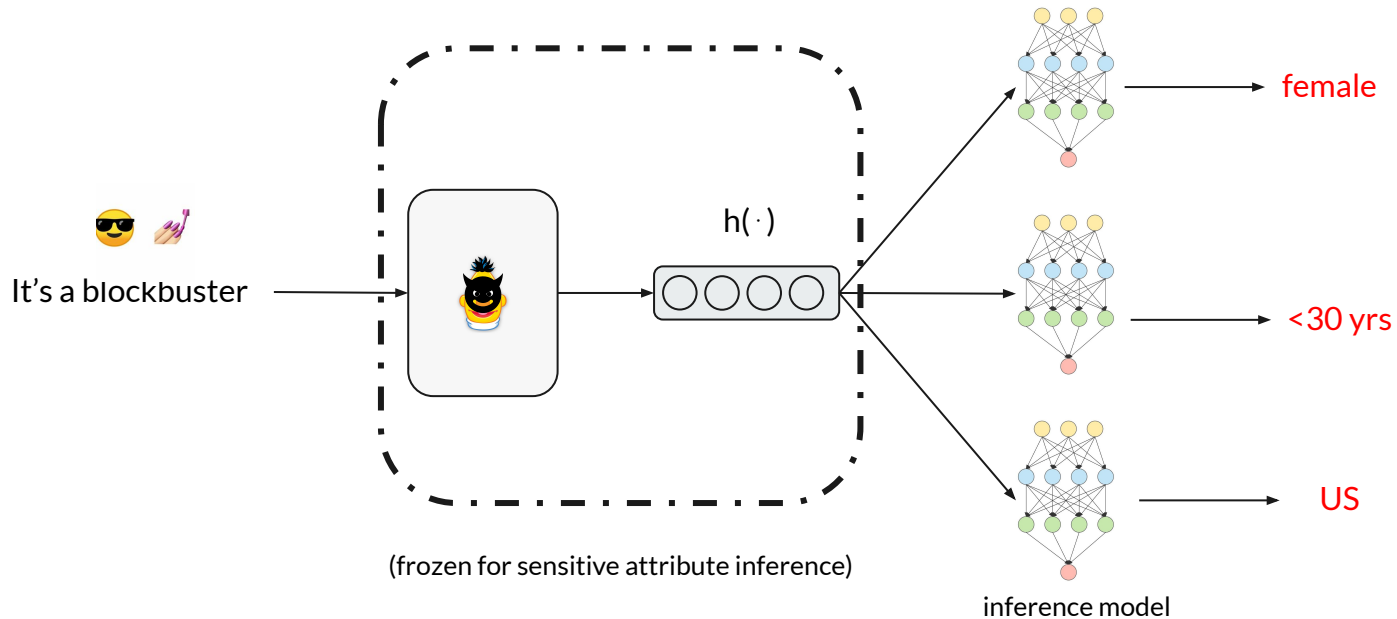 female
h( · )
It's a blockbuster
<30 yrs
US
(frozen for sensitive attribute inference)
inference model